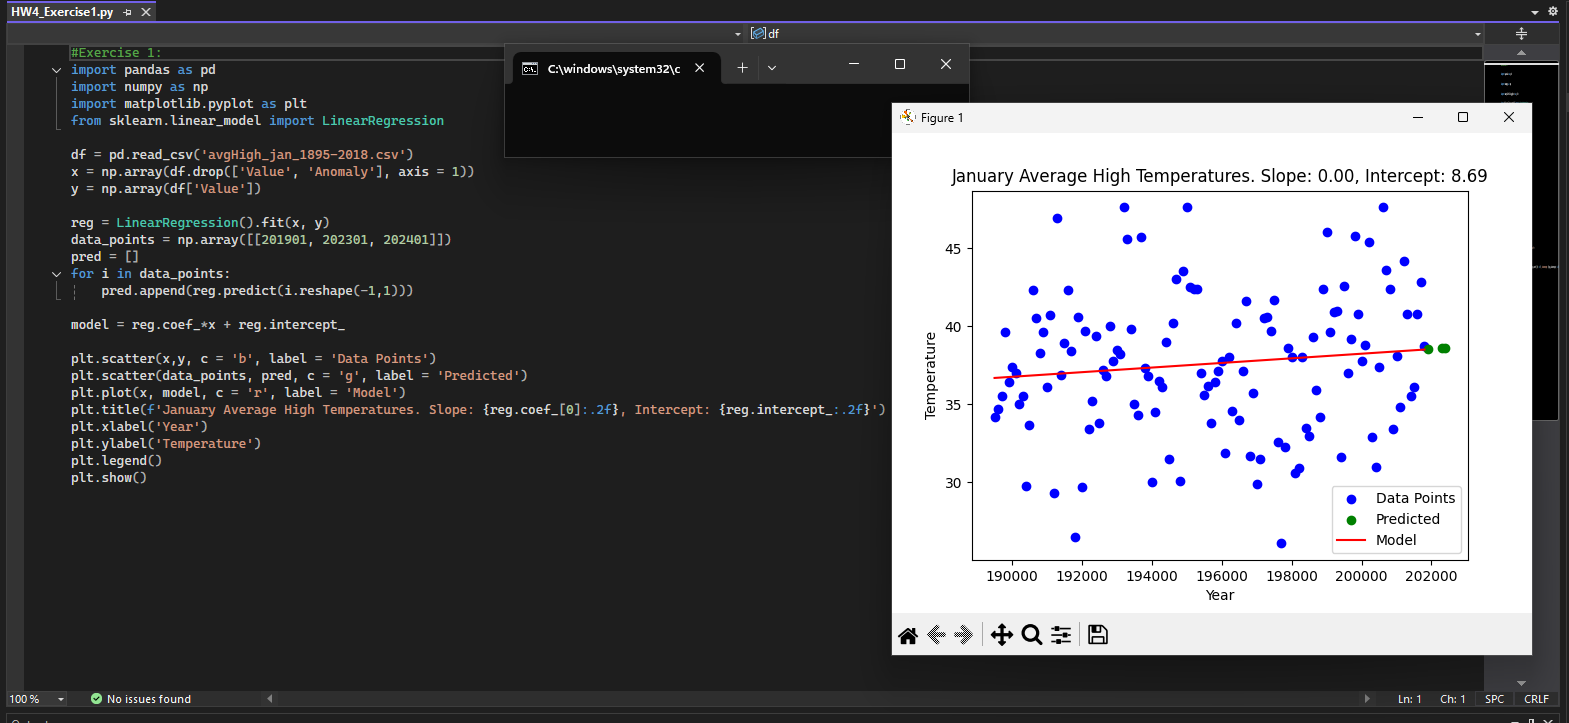 HW4_Exercise1.py
df
#Exercise 1:
import pandas as pd
import numpy as np
import matplotlib.pyplot as plt
from sklearn.linear_model import LinearRegression
df = pd.read_csv('avgHigh_jan_1895-2018.csv')
x = np.array(df.drop(['Value', 'Anomaly'], axis = 1))
y = np.array(df['Value'])
reg = LinearRegression().fit(x, y)
data_points = np.array([[201901, 202301, 202401]])
pred = []
for i in data_points:
    pred.append(reg.predict(i.reshape(-1,1)))
model = reg.coef_*x + reg.intercept_
plt.scatter(x,y, c = 'b', label = 'Data Points')
plt.scatter(data_points, pred, c = 'g', label = 'Predicted')
plt.plot(x, model, c = 'r', label = 'Model')
plt.title(f'January Average High Temperatures. Slope: {reg.coef_[0]:.2f}, Intercept: {reg.intercept_:.2f}')
plt.xlabel('Year')
plt.ylabel('Temperature')
plt.legend()
plt.show()
C:\windows\system32\c
Figure 1
January Average High Temperatures. Slope: 0.00, Intercept: 8.69
45
40
35
30
Temperature
Data Points
Predicted
Model
190000 192000 194000 196000 198000 200000 202000
Year
100 %
No issues found
Ln: 1 Ch: 1 SPC CRLF